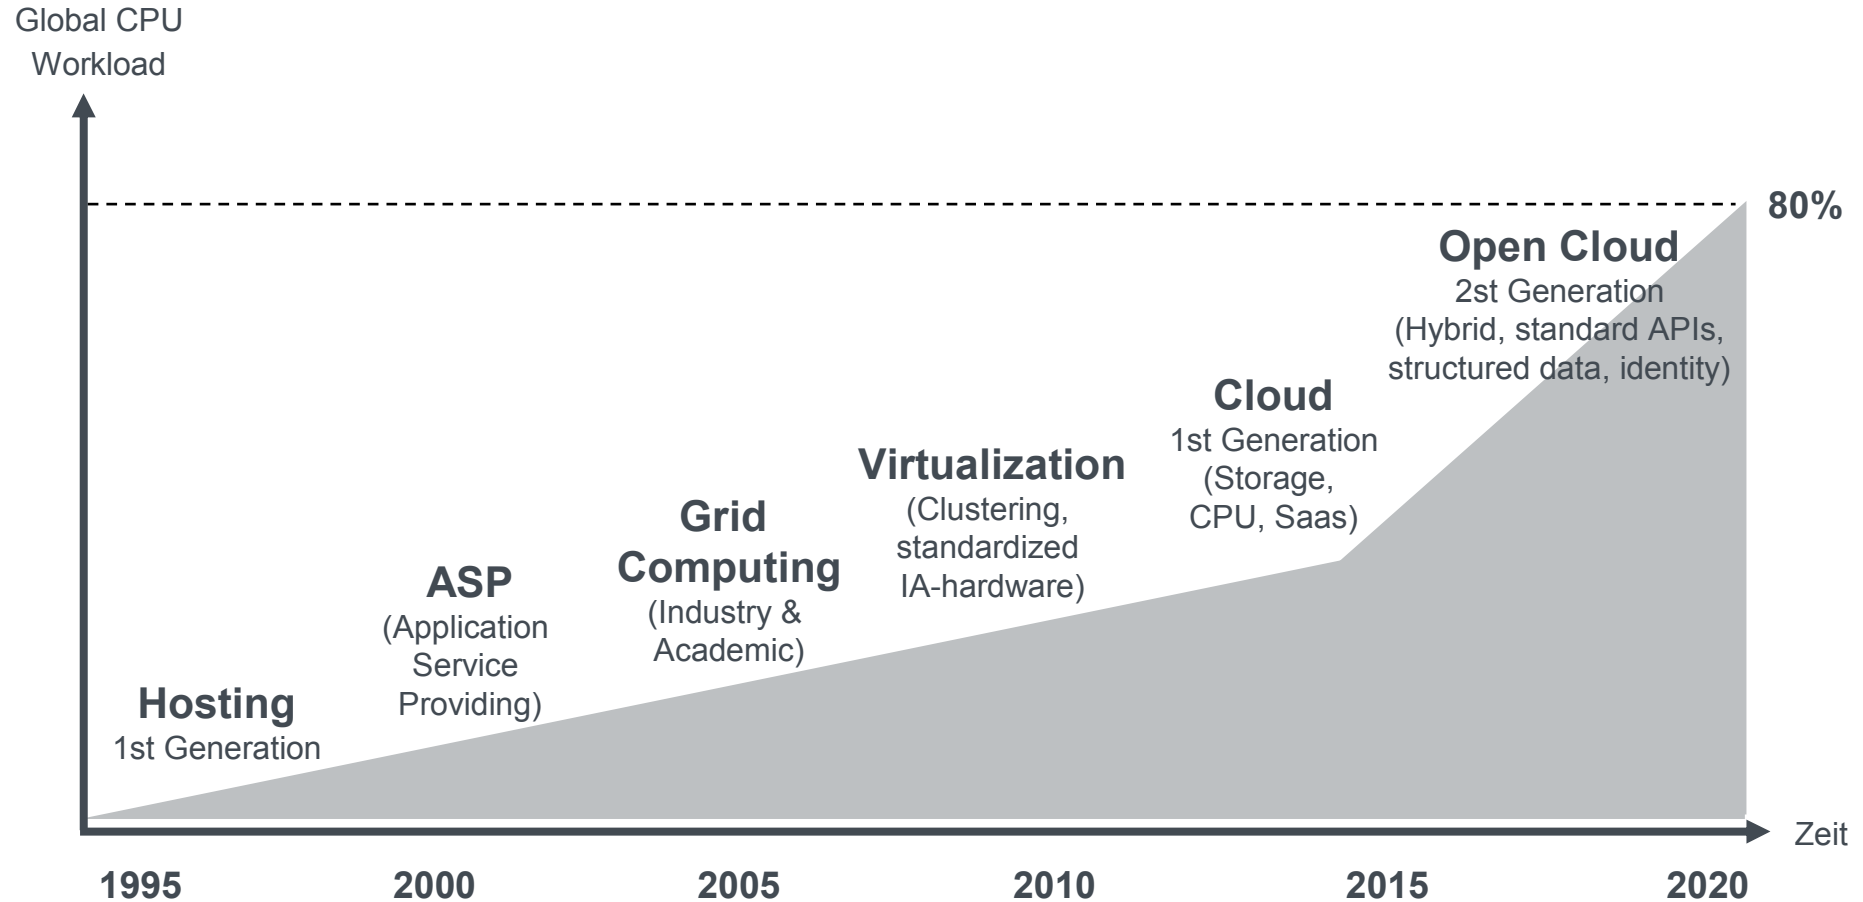 Global CPU
Workload
80%
Open Cloud
2st Generation
(Hybrid, standard APIs,
structured data, identity)
Cloud
1st Generation
(Storage,
CPU, Saas)
Virtualization
(Clustering,
standardized
IA-hardware)
Grid
Computing
(Industry &
Academic)
ASP
(Application
Service
Providing)
Hosting
1st Generation
Zeit
1995 2000 2005 2010 2015 2020